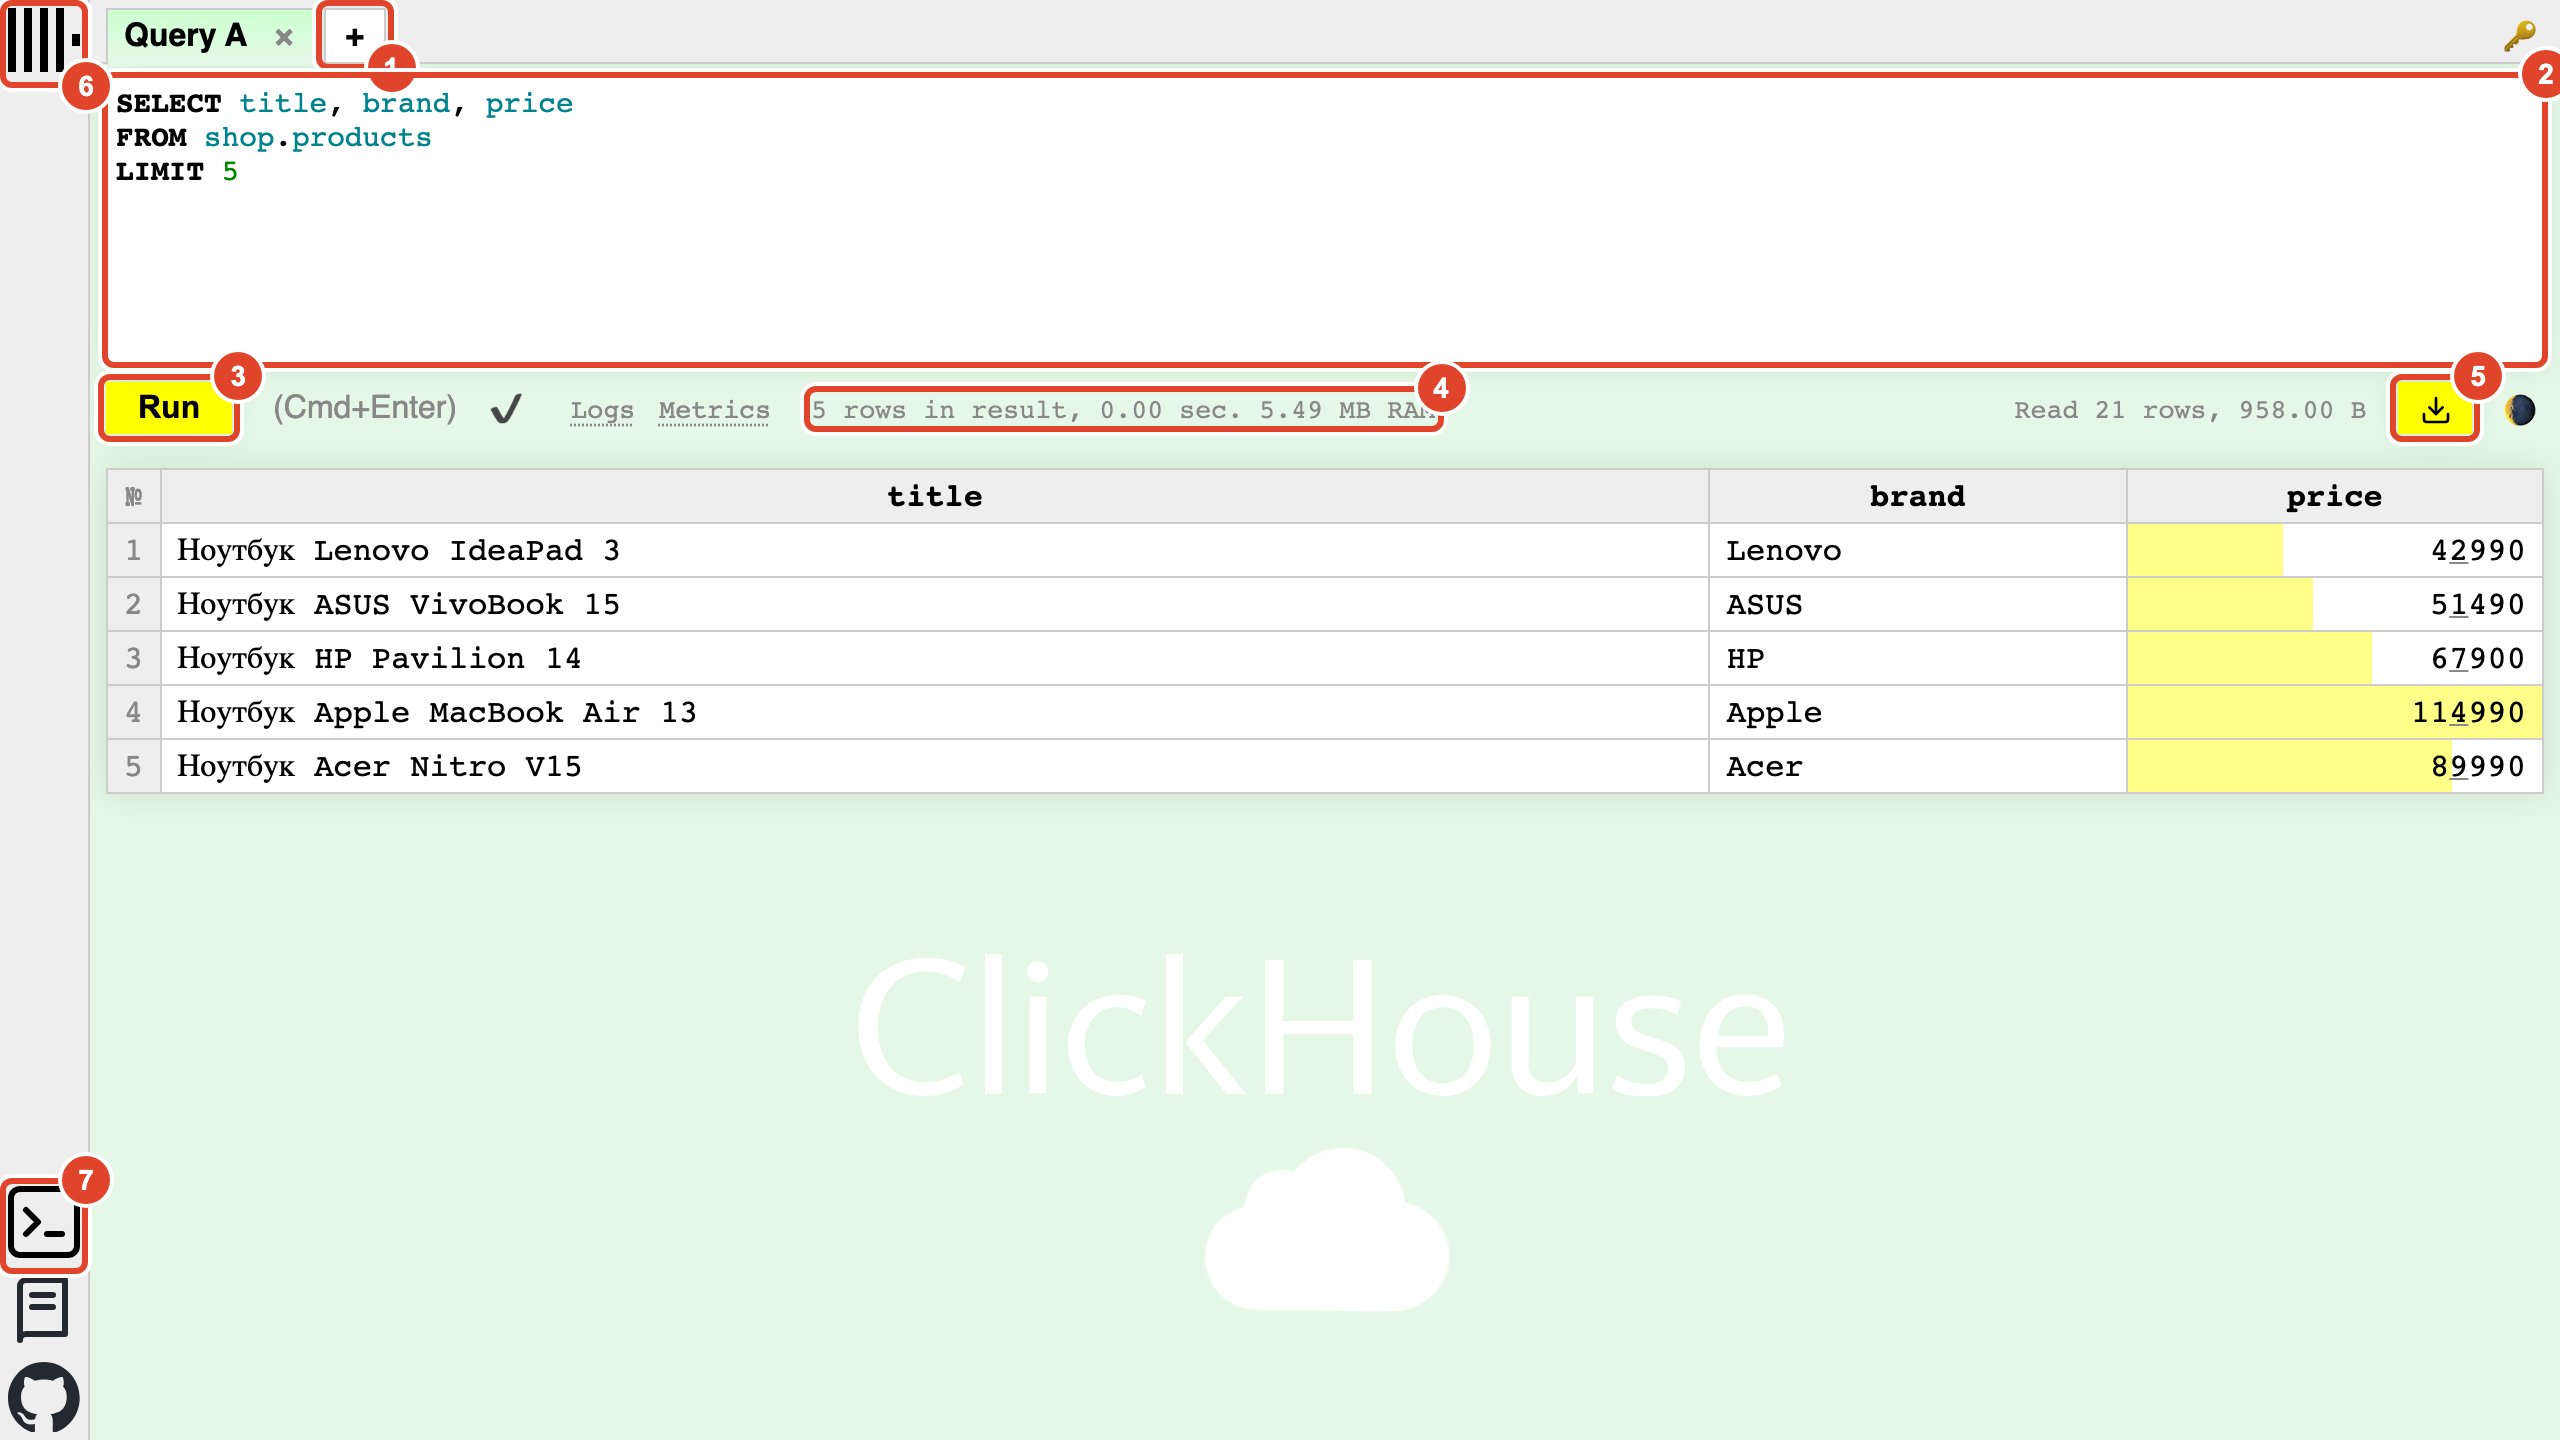 Query A × +
1
2
6
SELECT title, brand, price
FROM shop.products
LIMIT 5
3
4
5
Run (Cmd+Enter) ✔ Logs Metrics 5 rows in result, 0.00 sec. 5.49 MB RAM Read 21 rows, 958.00 B
№ title brand price
1 Ноутбук Lenovo IdeaPad 3 Lenovo 42990
2 Ноутбук ASUS VivoBook 15 ASUS 51490
3 Ноутбук HP Pavilion 14 HP 67900
4 Ноутбук Apple MacBook Air 13 Apple 114990
5 Ноутбук Acer Nitro V15 Acer 89990
ClickHouse
7